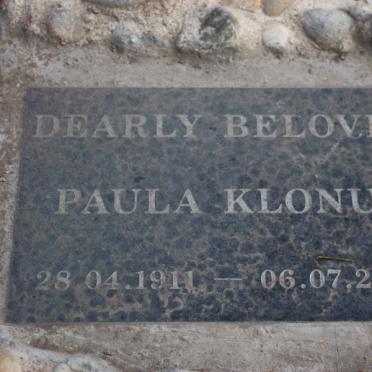 DEARLY BELOV
PAULA KLONU
28.04.1911 — 06.07.2